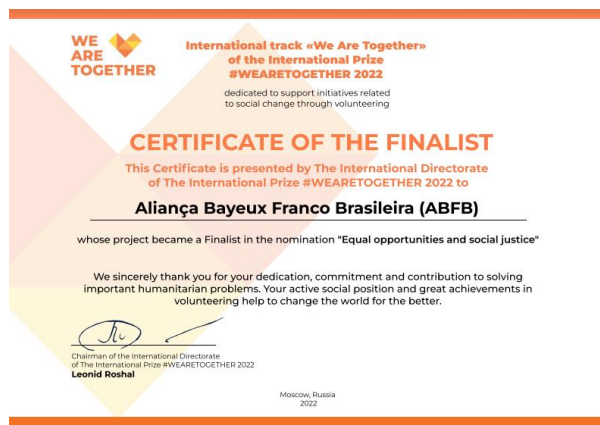 WE
ARE
TOGETHER
International track «We Are Together»
of the International Prize
#WEARETOGETHER 2022
dedicated to support initiatives related
to social change through volunteering
CERTIFICATE OF THE FINALIST
This Certificate is presented by The International Directorate
of The International Prize #WEARETOGETHER 2022 to
Aliança Bayeux Franco Brasileira (ABFB)
whose project became a Finalist in the nomination "Equal opportunities and social justice"
We sincerely thank you for your dedication, commitment and contribution to solving
important humanitarian problems. Your active social position and great achievements in
volunteering help to change the world for the better.
Chairman of the International Directorate
of The International Prize #WEARETOGETHER 2022
Leonid Roshal
Moscow, Russia
2022